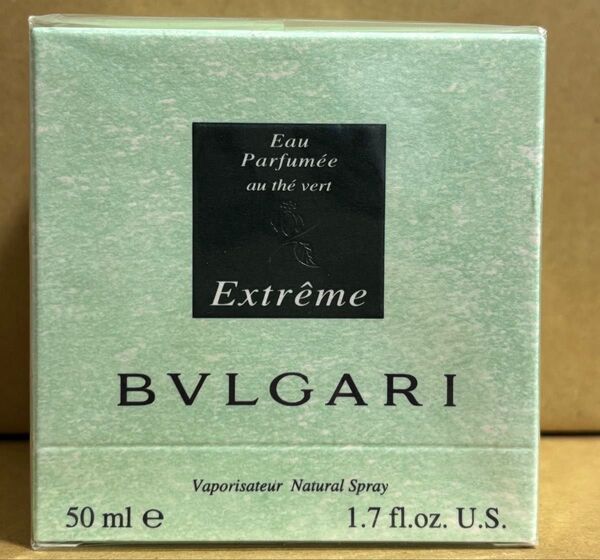 Eau
Parfumée
au thé vert
Extrême
BVLGARI
Vaporisateur Natural Spray
50 ml ℮ 1.7 fl.oz. U.S.